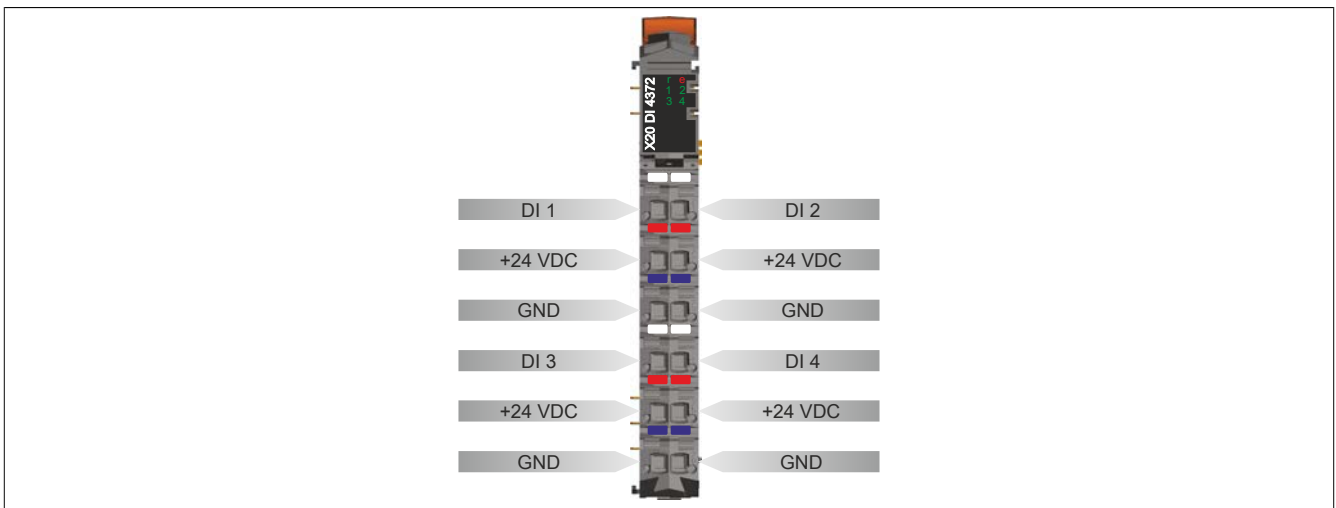 X20 DI 4372
r e
1 2
3 4
DI 1 DI 2
+24 VDC +24 VDC
GND GND
DI 3 DI 4
+24 VDC +24 VDC
GND GND